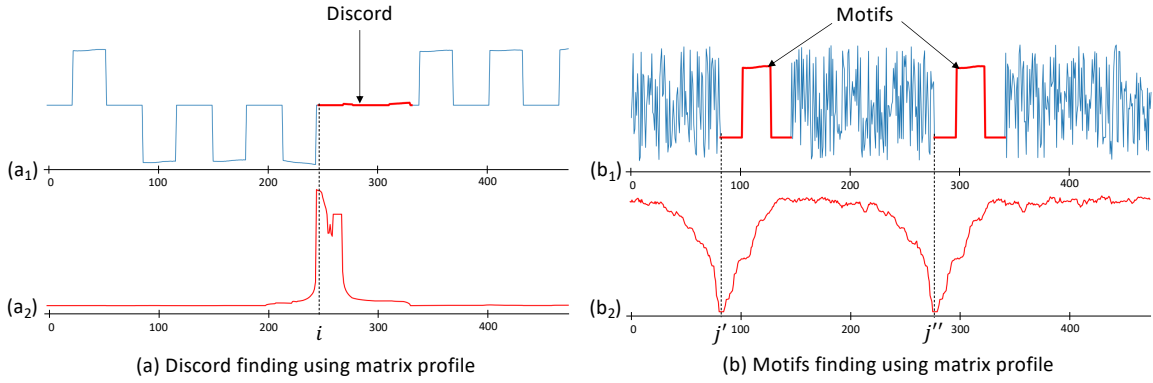 Discord
(a1)
0 100 200 300 400
(a2)
0 100 200 300 400
i
(a) Discord finding using matrix profile
Motifs
(b1)
0 100 200 300 400
(b2)
0 100 200 300 400
j′ j′′
(b) Motifs finding using matrix profile